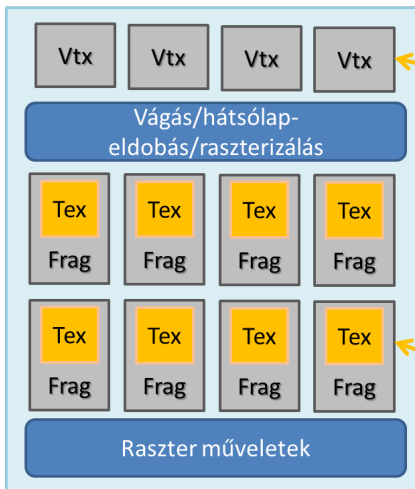 Vtx Vtx Vtx Vtx
Vágás/hátsólap-
eldobás/raszterizálás
Tex Tex Tex Tex
Frag Frag Frag Frag
Tex Tex Tex Tex
Frag Frag Frag Frag
Raszter műveletek